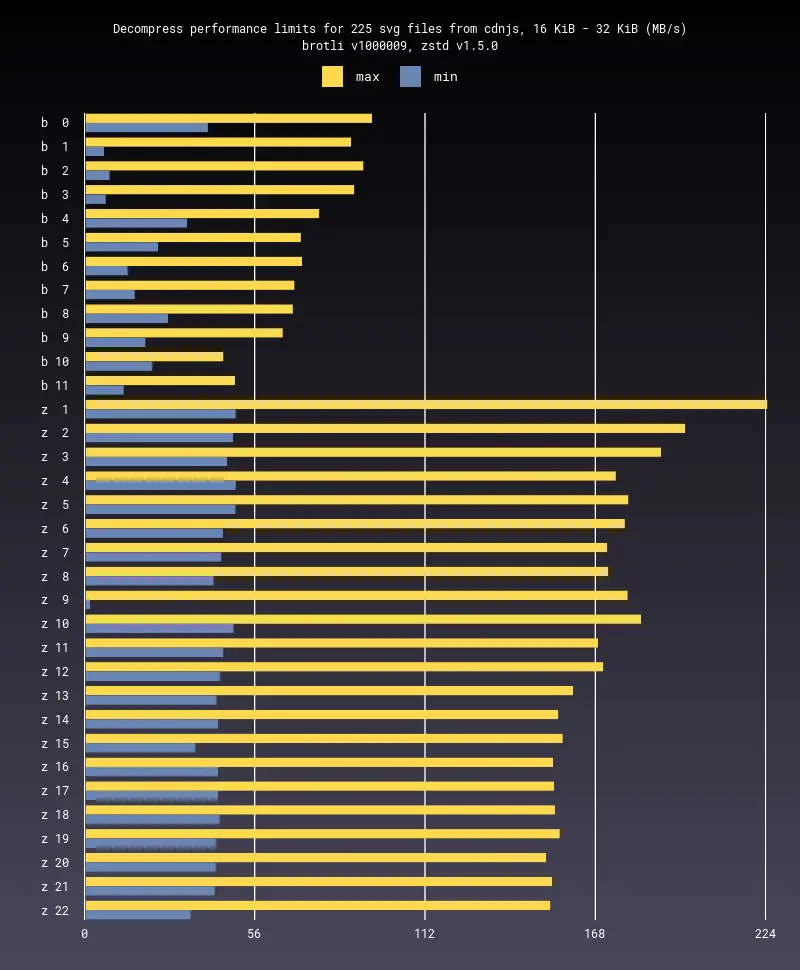 Decompress performance limits for 225 svg files from cdnjs, 16 KiB - 32 KiB (MB/s)
brotli v1000009, zstd v1.5.0
max min
b 0
b 1
b 2
b 3
b 4
b 5
b 6
b 7
b 8
b 9
b 10
b 11
z 1
z 2
z 3
z 4
z 5
z 6
z 7
z 8
z 9
z 10
z 11
z 12
z 13
z 14
z 15
z 16
z 17
z 18
z 19
z 20
z 21
z 22
0 56 112 168 224